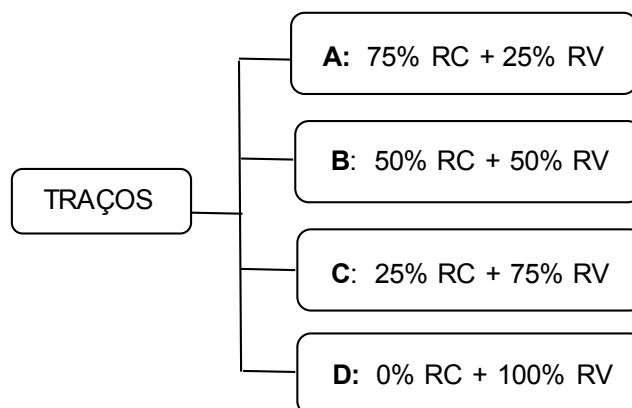 A: 75% RC + 25% RV
B: 50% RC + 50% RV
TRAÇOS
C: 25% RC + 75% RV
D: 0% RC + 100% RV